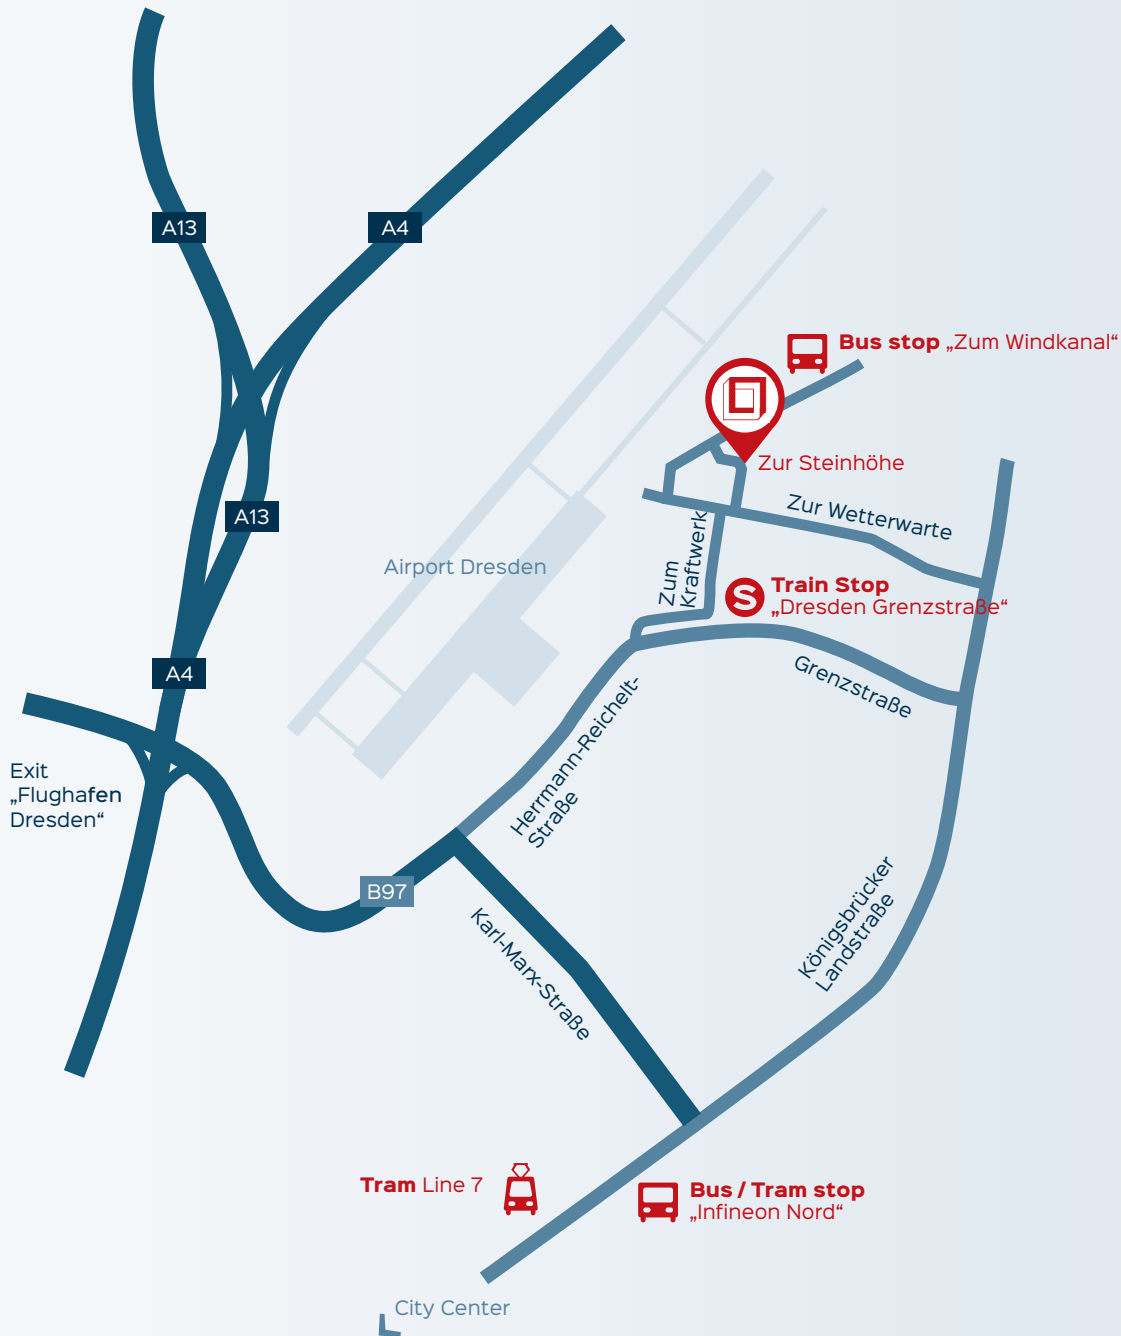 A13
A4
Bus stop „Zum Windkanal“
Zur Steinhöhe
Zur Wetterwarte
A13
Airport Dresden
Zum
Kraftwerk
Train Stop
„Dresden Grenzstraße“
A4
Grenzstraße
Herrmann-Reichelt-
Straße
Exit
„Flughafen
Dresden“
B97
Karl-Marx-Straße
Königsbrücker
Landstraße
Tram Line 7
Bus / Tram stop
„Infineon Nord“
City Center
S